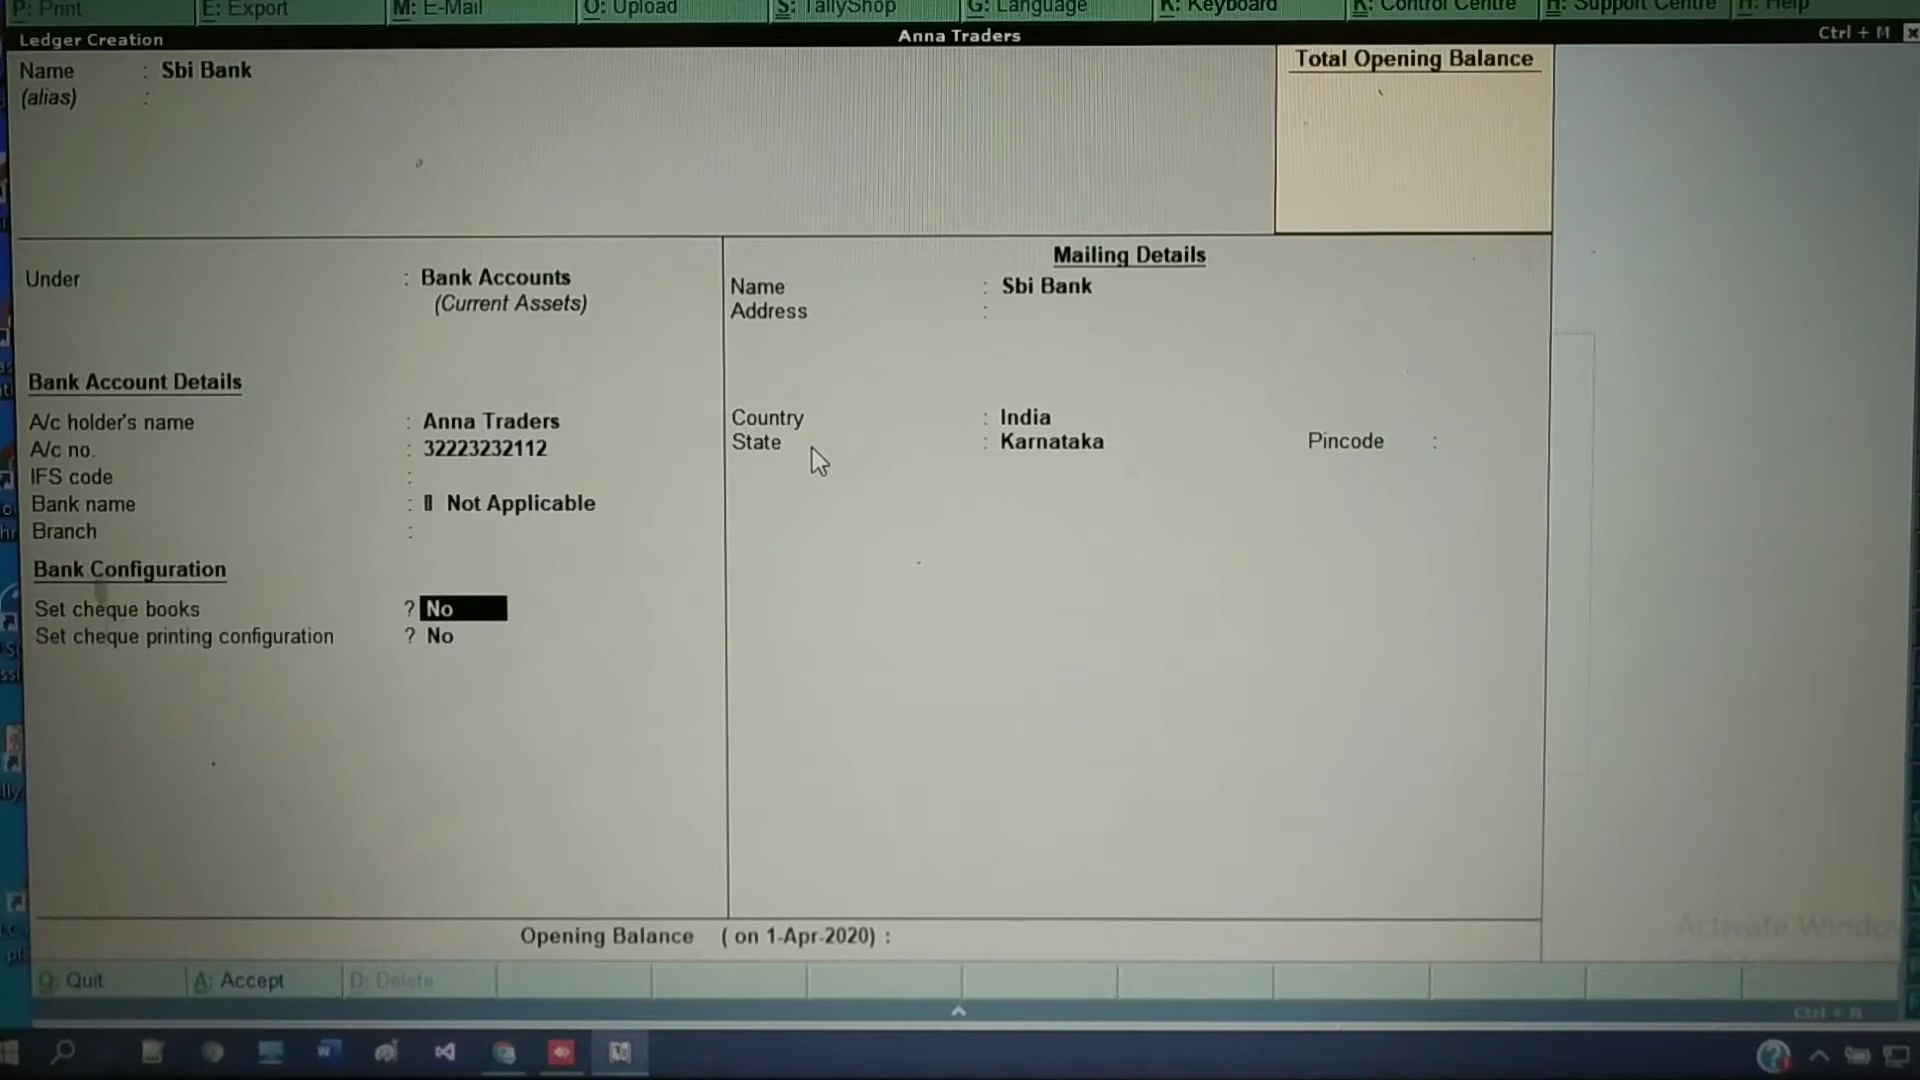 P: Print E: Export M: E-Mail O: Upload S: TallyShop G: Language K: Keyboard K: Control Centre H: Support Centre H: Help
Ledger Creation Anna Traders Ctrl + M
Name : Sbi Bank
(alias) :
Total Opening Balance
Under : Bank Accounts
(Current Assets)
Bank Account Details
A/c holder's name : Anna Traders
A/c no. : 32223232112
IFS code :
Bank name : Not Applicable
Branch :
Bank Configuration
Set cheque books ? No
Set cheque printing configuration ? No
Mailing Details
Name : Sbi Bank
Address :
Country : India
State : Karnataka Pincode :
Opening Balance ( on 1-Apr-2020) :
Activate Window
Q: Quit A: Accept D: Delete